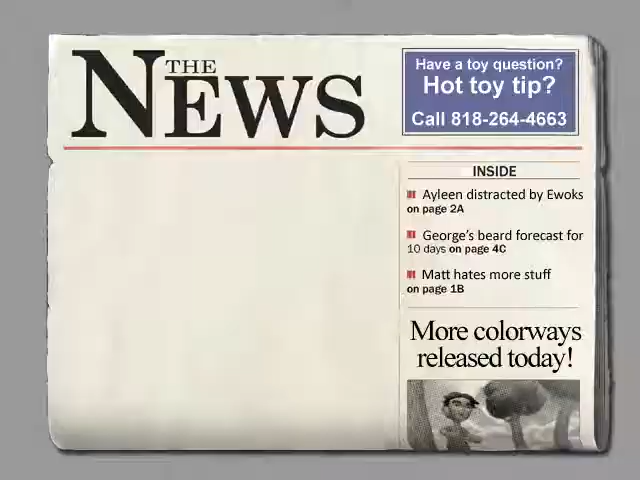 THE
NEWS
Have a toy question?
Hot toy tip?
Call 818-264-4663
INSIDE
Ayleen distracted by Ewoks
on page 2A
George's beard forecast for
10 days on page 4C
Matt hates more stuff
on page 1B
More colorways
released today!